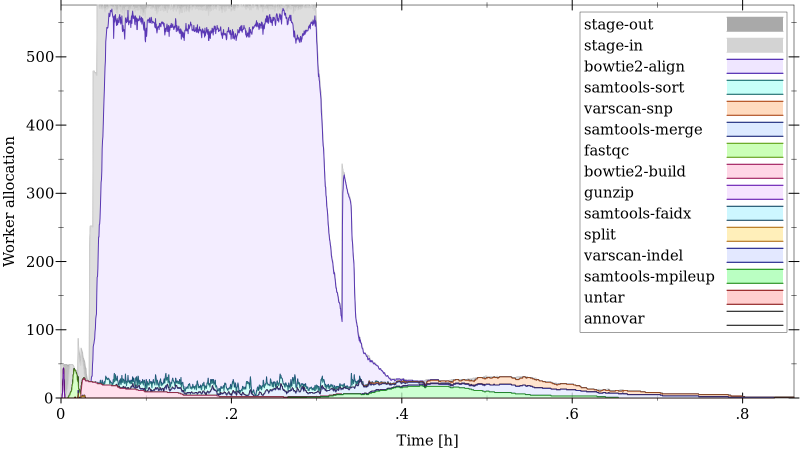 500
400
300
200
100
0
Worker allocation
0
.2
.4
.6
.8
Time [h]
stage-out
stage-in
bowtie2-align
samtools-sort
varscan-snp
samtools-merge
fastqc
bowtie2-build
gunzip
samtools-faidx
split
varscan-indel
samtools-mpileup
untar
annovar